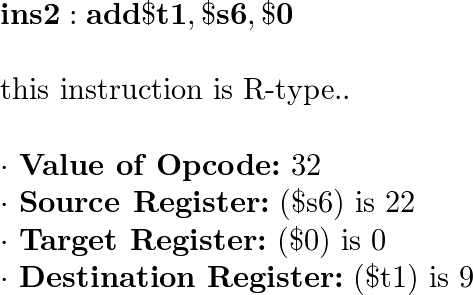 ins2 : add$t1, $s6, $0
this instruction is R-type..
· Value of Opcode: 32
· Source Register: ($s6) is 22
· Target Register: ($0) is 0
· Destination Register: ($t1) is 9